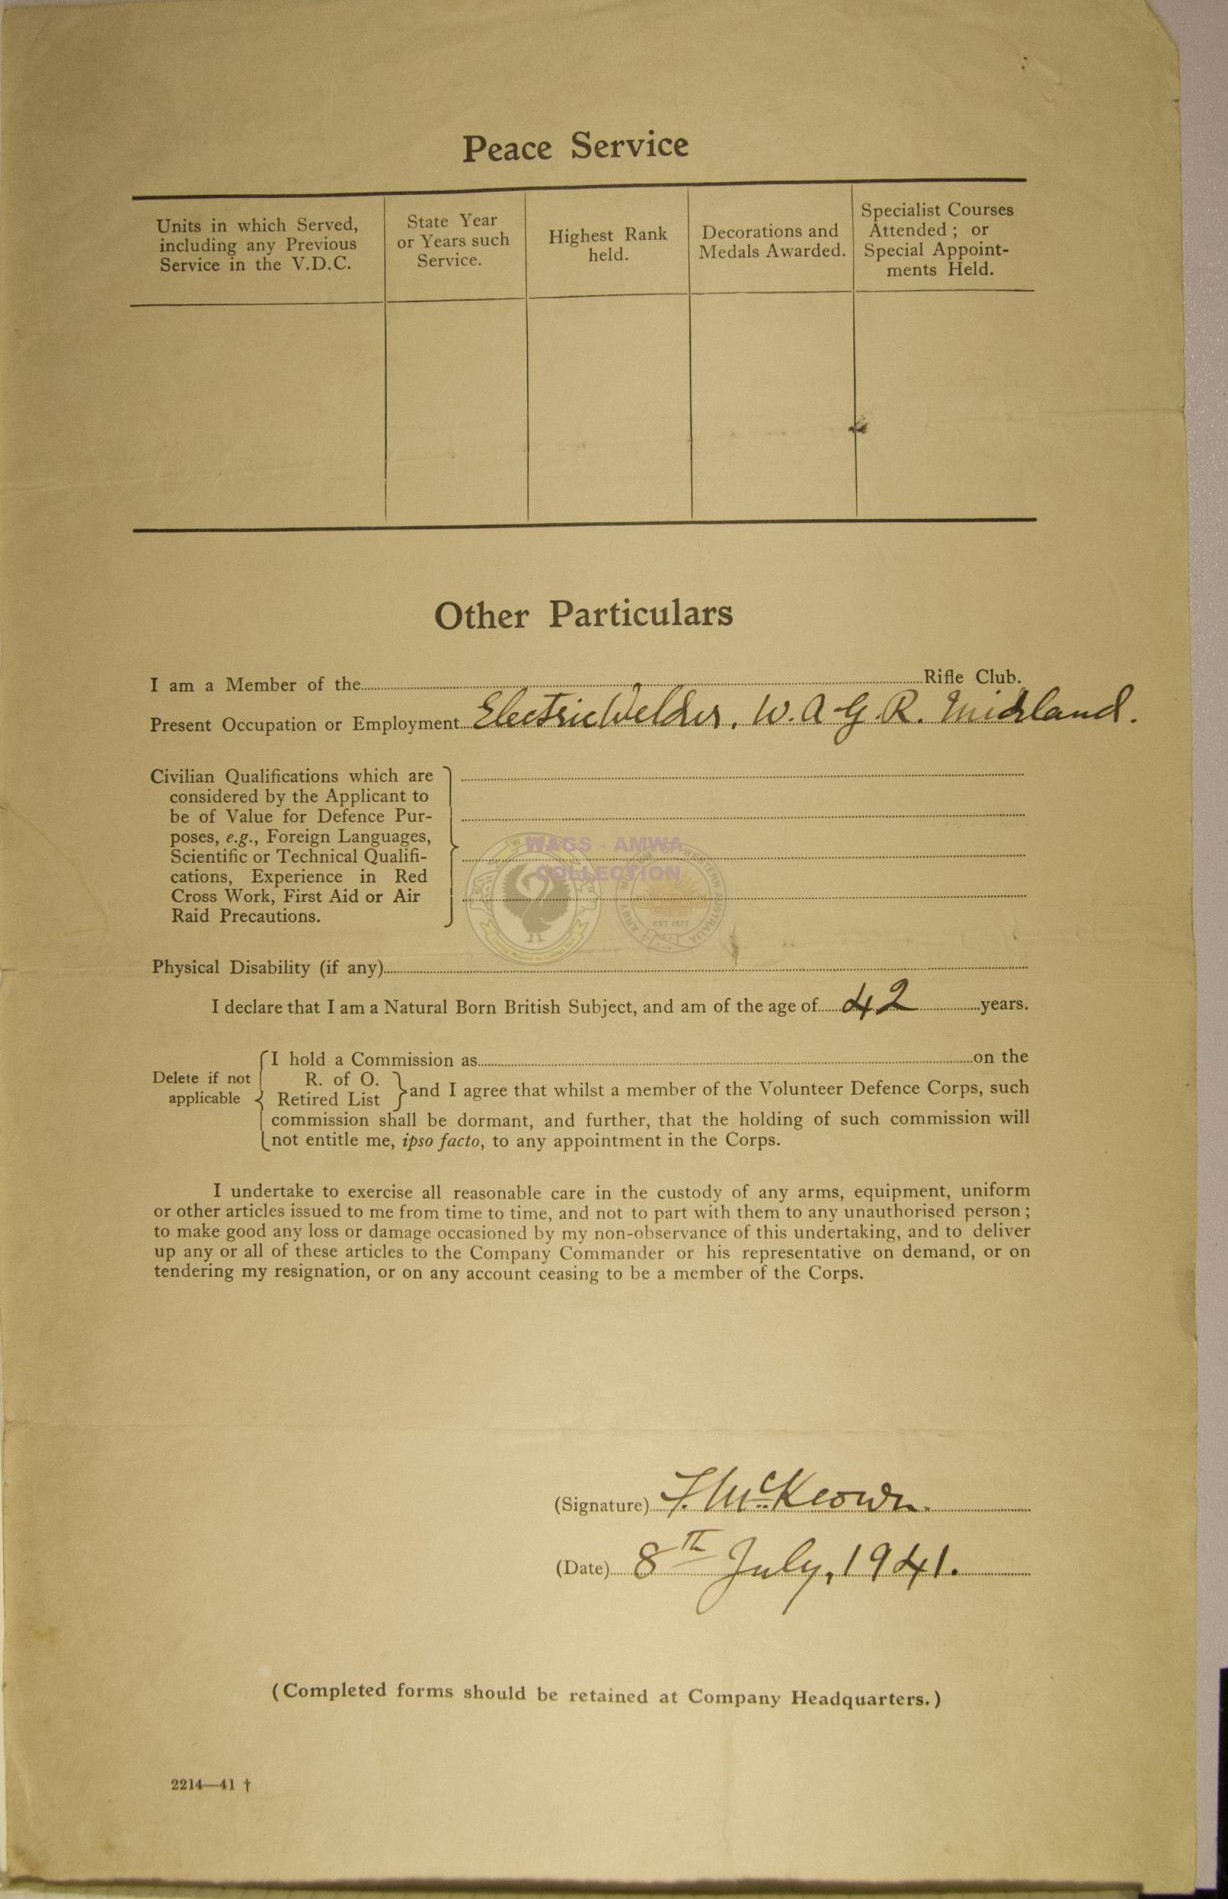 Peace Service
Units in which Served,
including any Previous
Service in the V.D.C.
State Year
or Years such
Service.
Highest Rank
held.
Decorations and
Medals Awarded.
Specialist Courses
Attended ; or
Special Appoint-
ments Held.
Other Particulars
I am a Member of the Rifle Club.
Present Occupation or Employment Electric Welder, W.A.G.R. Midland.
Civilian Qualifications which are
considered by the Applicant to
be of Value for Defence Pur-
poses, e.g., Foreign Languages,
Scientific or Technical Qualifi-
cations, Experience in Red
Cross Work, First Aid or Air
Raid Precautions.
WAGS - AMWA
COLLECTION
EST 1977
Physical Disability (if any)
I declare that I am a Natural Born British Subject, and am of the age of 42 years.
Delete if not
applicable
I hold a Commission as on the
R. of O.
Retired List
and I agree that whilst a member of the Volunteer Defence Corps, such
commission shall be dormant, and further, that the holding of such commission will
not entitle me, ipso facto, to any appointment in the Corps.
I undertake to exercise all reasonable care in the custody of any arms, equipment, uniform
or other articles issued to me from time to time, and not to part with them to any unauthorised person ;
to make good any loss or damage occasioned by my non-observance of this undertaking, and to deliver
up any or all of these articles to the Company Commander or his representative on demand, or on
tendering my resignation, or on any account ceasing to be a member of the Corps.
(Signature) F. McKeown.
(Date) 8th July, 1941.
(Completed forms should be retained at Company Headquarters.)
2214—41 †